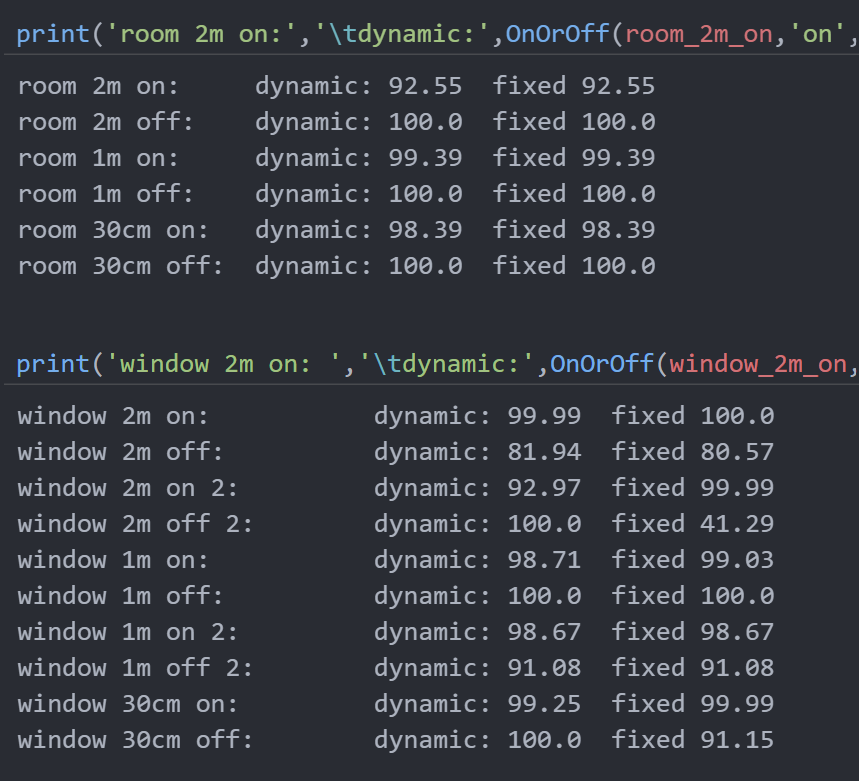 print('room 2m on:','\tdynamic:',OnOrOff(room_2m_on,'on',
room 2m on: dynamic: 92.55 fixed 92.55
room 2m off: dynamic: 100.0 fixed 100.0
room 1m on: dynamic: 99.39 fixed 99.39
room 1m off: dynamic: 100.0 fixed 100.0
room 30cm on: dynamic: 98.39 fixed 98.39
room 30cm off: dynamic: 100.0 fixed 100.0
print('window 2m on: ','\tdynamic:',OnOrOff(window_2m_on,
window 2m on: dynamic: 99.99 fixed 100.0
window 2m off: dynamic: 81.94 fixed 80.57
window 2m on 2: dynamic: 92.97 fixed 99.99
window 2m off 2: dynamic: 100.0 fixed 41.29
window 1m on: dynamic: 98.71 fixed 99.03
window 1m off: dynamic: 100.0 fixed 100.0
window 1m on 2: dynamic: 98.67 fixed 98.67
window 1m off 2: dynamic: 91.08 fixed 91.08
window 30cm on: dynamic: 99.25 fixed 99.99
window 30cm off: dynamic: 100.0 fixed 91.15